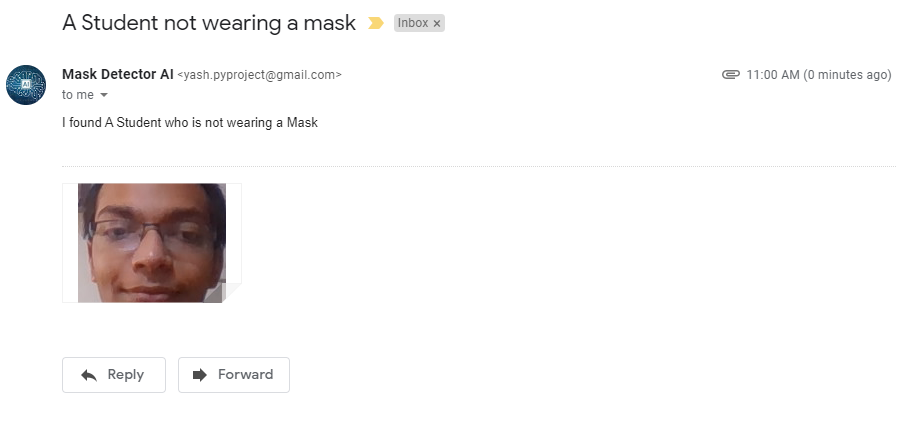 A Student not wearing a mask Inbox ×
Mask Detector AI <yash.pyproject@gmail.com> 11:00 AM (0 minutes ago)
to me
I found A Student who is not wearing a Mask
Reply Forward